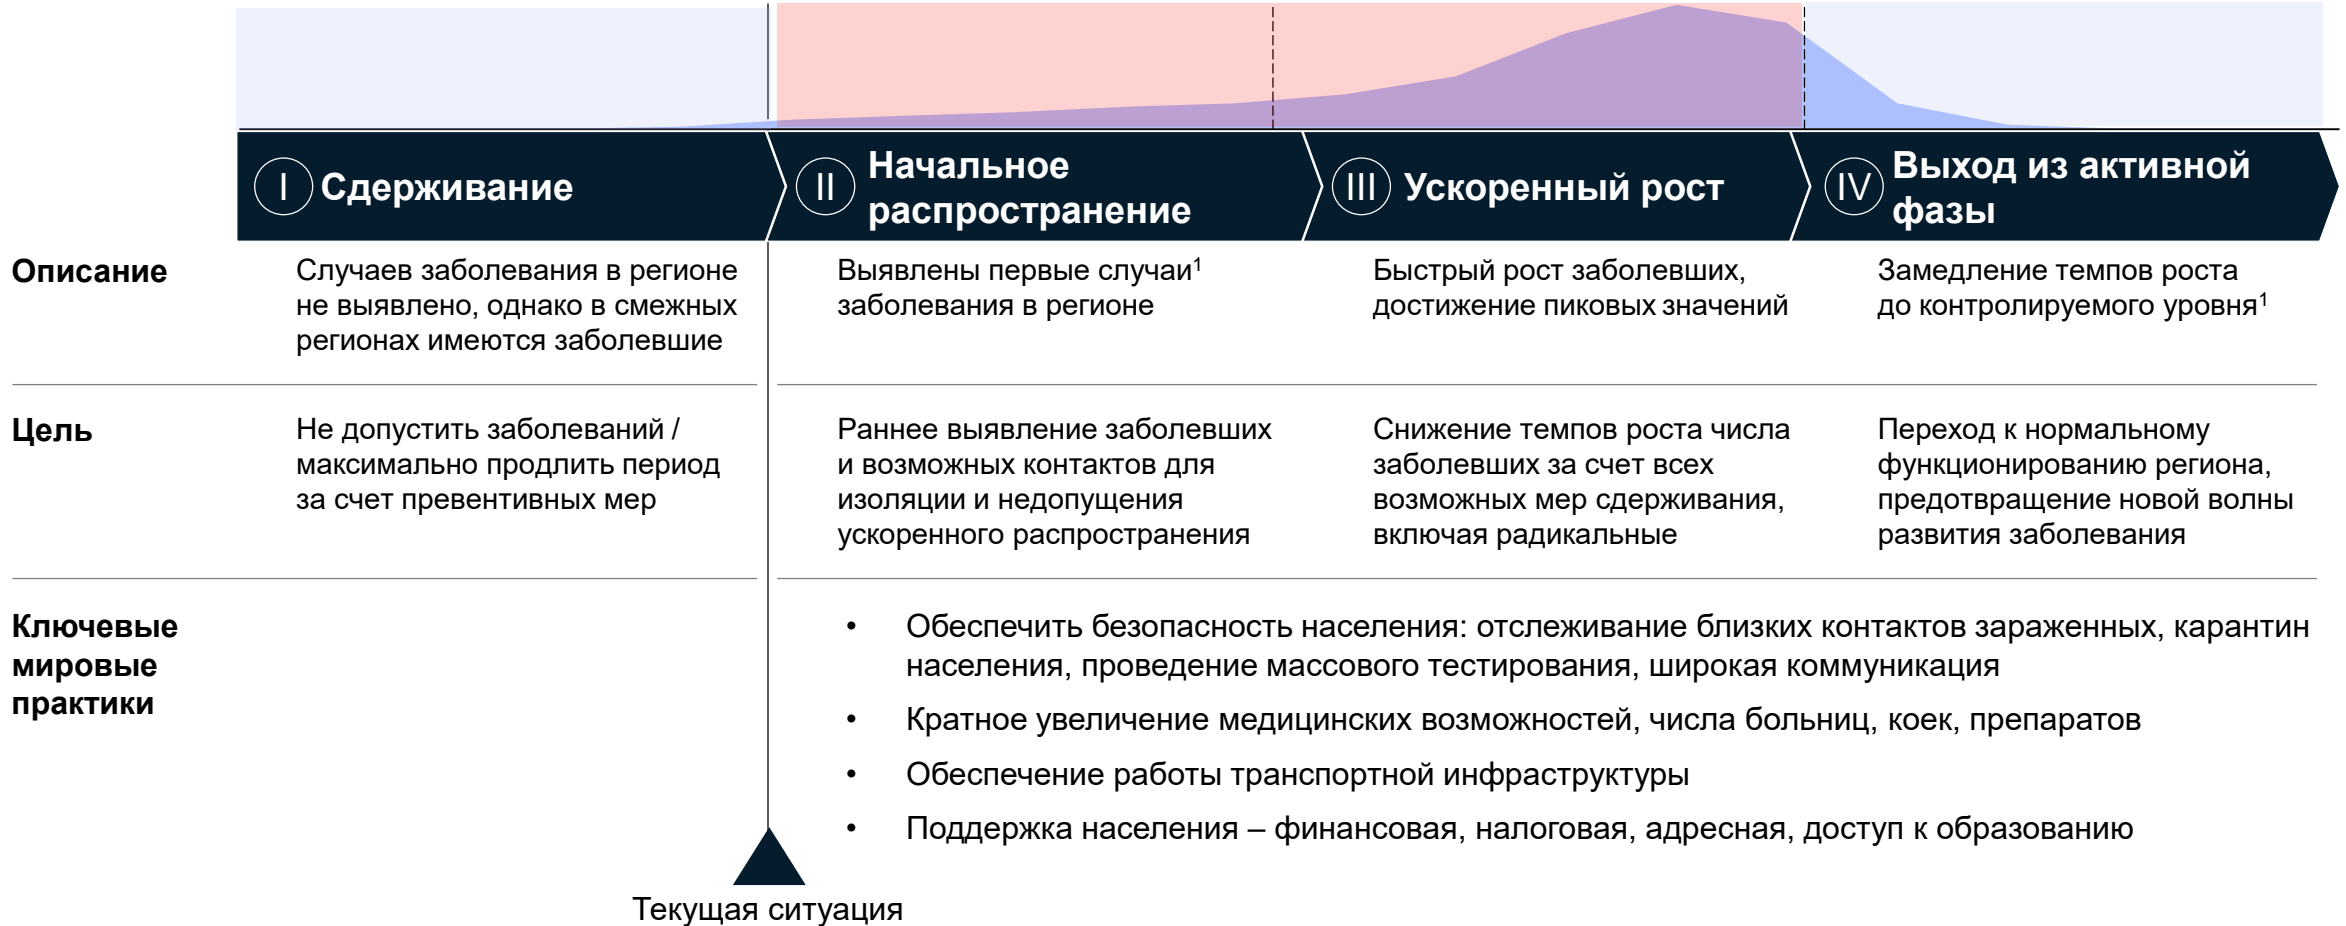 I Сдерживание
II Начальное
распространение
III Ускоренный рост
IV Выход из активной
фазы
Описание
Случаев заболевания в регионе
не выявлено, однако в смежных
регионах имеются заболевшие
Выявлены первые случаи¹
заболевания в регионе
Быстрый рост заболевших,
достижение пиковых значений
Замедление темпов роста
до контролируемого уровня¹
Цель
Не допустить заболеваний /
максимально продлить период
за счет превентивных мер
Раннее выявление заболевших
и возможных контактов для
изоляции и недопущения
ускоренного распространения
Снижение темпов роста числа
заболевших за счет всех
возможных мер сдерживания,
включая радикальные
Переход к нормальному
функционированию региона,
предотвращение новой волны
развития заболевания
Ключевые
мировые
практики
• Обеспечить безопасность населения: отслеживание близких контактов зараженных, карантин
населения, проведение массового тестирования, широкая коммуникация
• Кратное увеличение медицинских возможностей, числа больниц, коек, препаратов
• Обеспечение работы транспортной инфраструктуры
• Поддержка населения – финансовая, налоговая, адресная, доступ к образованию
Текущая ситуация